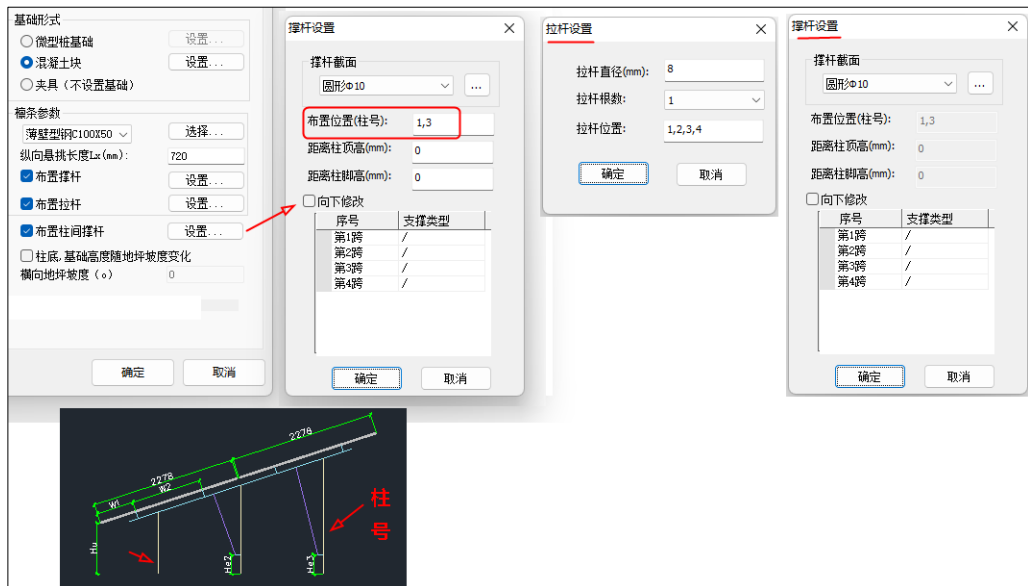 基础形式
微型桩基础
设置...
混凝土块
设置...
夹具（不设置基础）
檩条参数
薄壁型钢C100X50
选择...
纵向悬挑长度Lx(mm):
720
布置撑杆
设置...
布置拉杆
设置...
布置柱间撑杆
设置...
柱底,基础高度随地坪坡度变化
横向地坪坡度（o）
0
确定
取消
撑杆设置
撑杆截面
圆形Φ10
...
布置位置(柱号):
1,3
距离柱顶高(mm):
0
距离柱脚高(mm):
0
向下修改
序号 支撑类型
第1跨 /
第2跨 /
第3跨 /
第4跨 /
确定
取消
拉杆设置
拉杆直径(mm):
8
拉杆根数:
1
拉杆位置:
1,2,3,4
确定
取消
撑杆设置
撑杆截面
圆形Φ10
...
布置位置(柱号):
1,3
距离柱顶高(mm):
0
距离柱脚高(mm):
0
向下修改
序号 支撑类型
第1跨 /
第2跨 /
第3跨 /
第4跨 /
确定
取消
2278
2278
W1
W2
Hu
He2
He3
柱
号